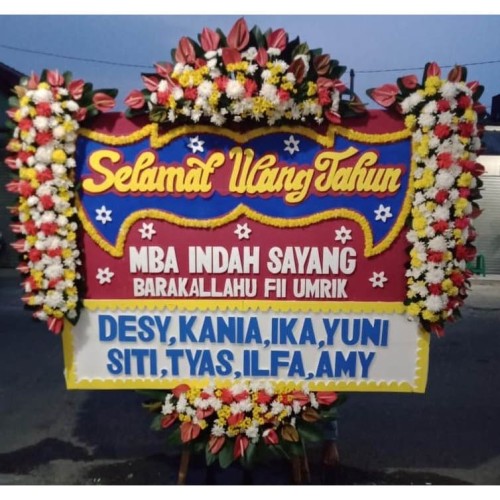 Selamat Ulang Tahun
MBA INDAH SAYANG
BARAKALLAHU FII UMRIK
DESY,KANIA,IKA,YUNI
SITI,TYAS,ILFA,AMY